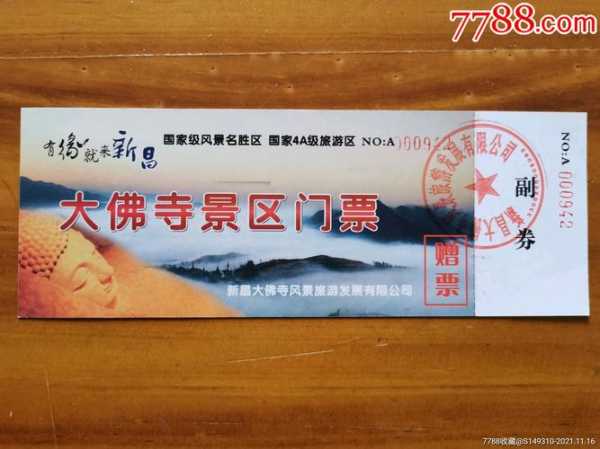 7788.com
有缘就来新昌
国家级风景名胜区 国家4A级旅游区 NO:A 000942
大佛寺景区门票
新昌大佛寺风景旅游发展有限公司
赠票
副券
NO:A 000942
7788收藏@S149310-2021.11.16